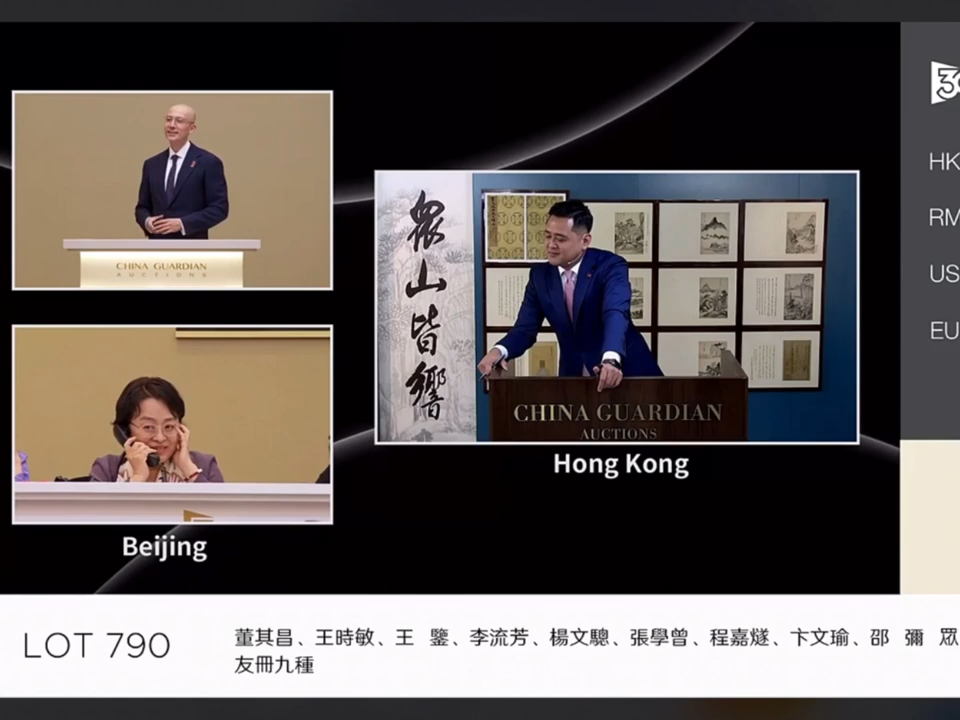 CHINA GUARDIAN
AUCTIONS
眾山皆響
CHINA GUARDIAN
AUCTIONS
Hong Kong
Beijing
HK
RM
US
EU
LOT 790
董其昌、王時敏、王 鑒、李流芳、楊文驄、張學曾、程嘉燧、卞文瑜、邵 彌 眾
友冊九種